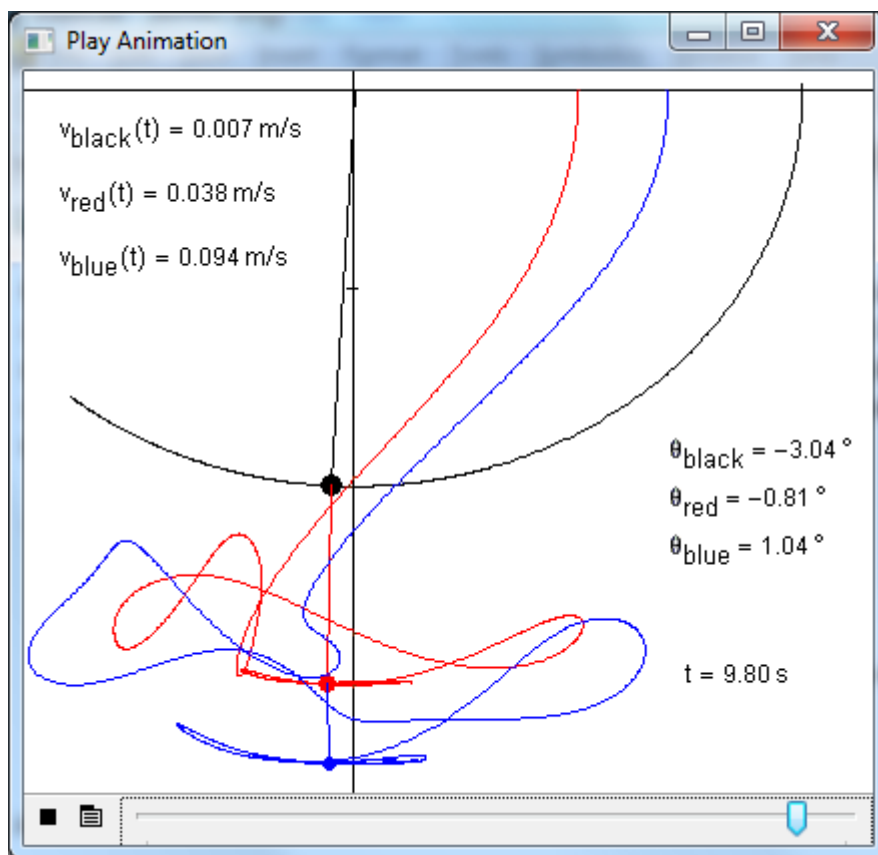 Play Animation
v_black(t) = 0.007 m/s
v_red(t) = 0.038 m/s
v_blue(t) = 0.094 m/s
θ_black = −3.04 °
θ_red = −0.81 °
θ_blue = 1.04 °
t = 9.80 s